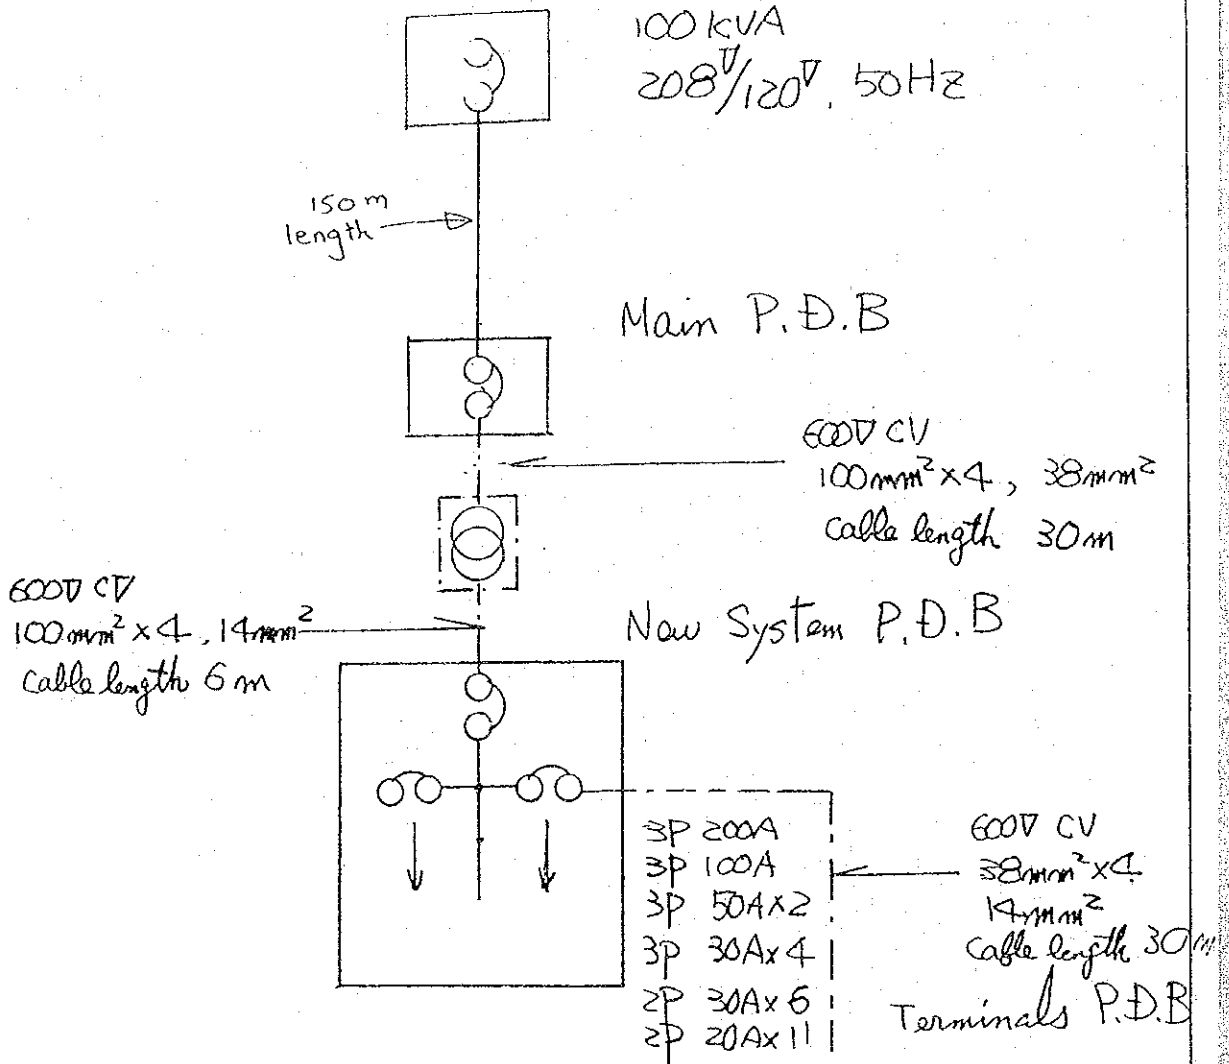 100 KVA
208V/120V. 50Hz
150m
length
Main P.D.B
600V CV
100mm²×4, 38mm²
Cable length 30m
600V CV
100mm²×4, 14mm²
Cable length 6m
New System P.D.B
3P 200A
3P 100A
3P 50A×2
3P 30A×4
2P 30A×6
2P 20A×11
600V CV
38mm²×4
14mm²
Cable length 30m
Terminals P.D.B